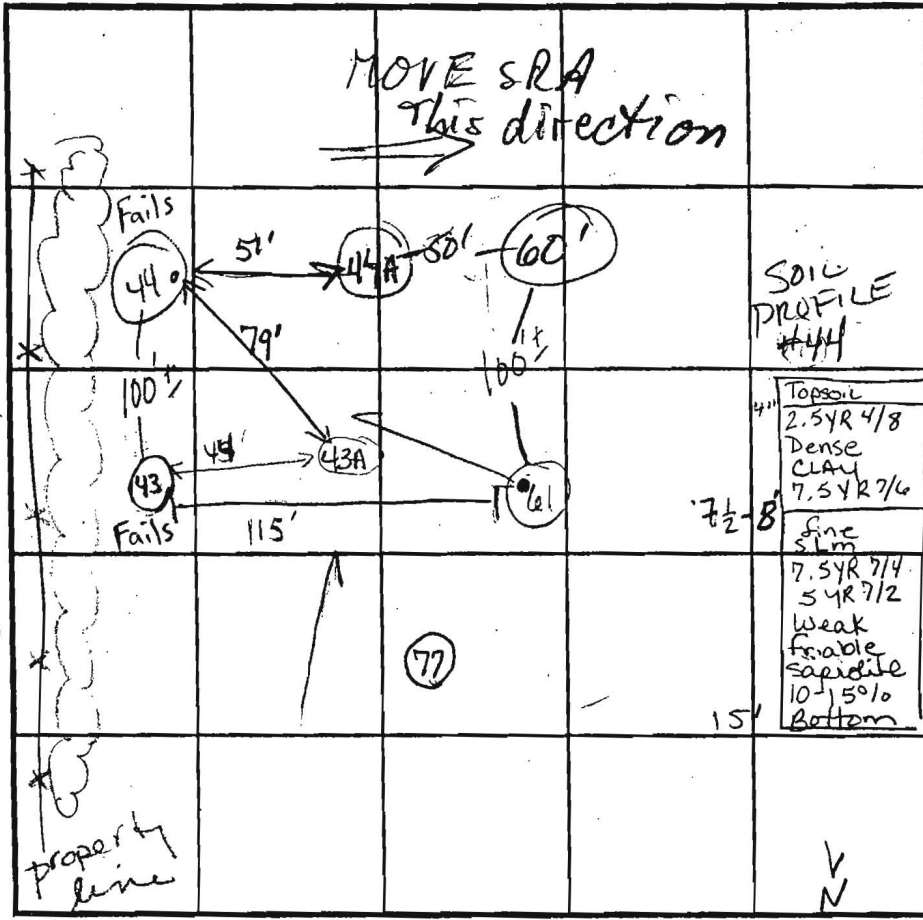 MOVE SRA
This direction
Fails
44
51'
44A
50'
60'
79'
100'±
100'±
43
45'
43A
61
Fails
115'
77
property
line
SOIL
PROFILE
#44
4"
Topsoil
2.5YR 4/8
Dense
CLAY
7.5YR 7/6
7½-8'
fine
SLm
7.5YR 7/4
5YR 7/2
Weak
friable
saprolite
10-15%
15'
Bottom
N